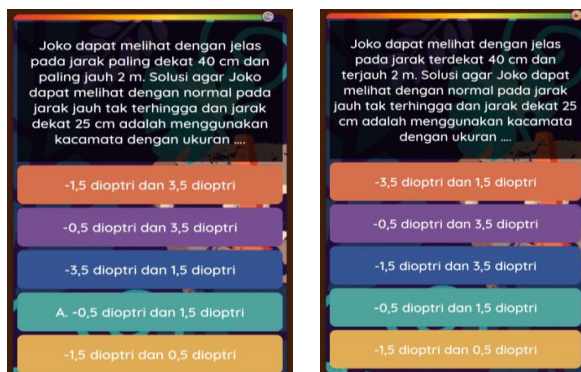 Joko dapat melihat dengan jelas
pada jarak paling dekat 40 cm dan
paling jauh 2 m. Solusi agar Joko
dapat melihat dengan normal pada
jarak jauh tak terhingga dan jarak
dekat 25 cm adalah menggunakan
kacamata dengan ukuran ....
-1,5 dioptri dan 3,5 dioptri
-0,5 dioptri dan 3,5 dioptri
-3,5 dioptri dan 1,5 dioptri
A. -0,5 dioptri dan 1,5 dioptri
-1,5 dioptri dan 0,5 dioptri
Joko dapat melihat dengan jelas
pada jarak terdekat 40 cm dan
terjauh 2 m. Solusi agar Joko dapat
melihat dengan normal pada jarak
jauh tak terhingga dan jarak dekat 25
cm adalah menggunakan kacamata
dengan ukuran ....
-3,5 dioptri dan 1,5 dioptri
-0,5 dioptri dan 3,5 dioptri
-1,5 dioptri dan 3,5 dioptri
-0,5 dioptri dan 1,5 dioptri
-1,5 dioptri dan 0,5 dioptri